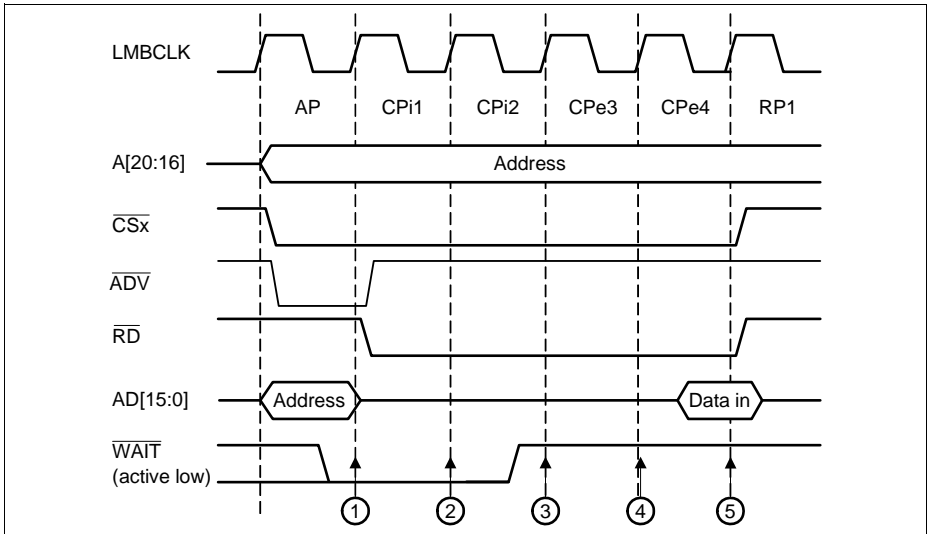 LMBCLK
AP CPi1 CPi2 CPe3 CPe4 RP1
A[20:16] Address
CSx
ADV
RD
AD[15:0] Address Data in
WAIT
(active low)
1 2 3 4 5